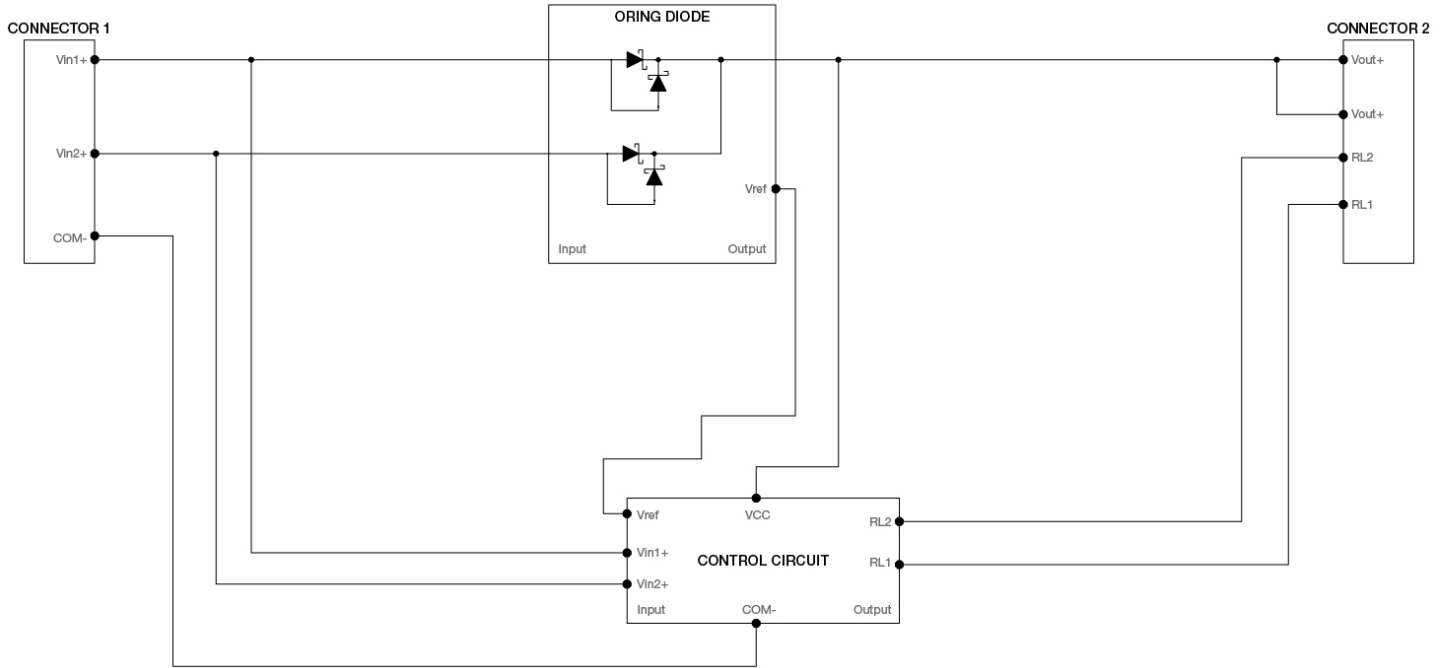 ORING DIODE
CONNECTOR 1
CONNECTOR 2
Vin1+
Vout+
Vout+
Vin2+
RL2
Vref
RL1
COM-
Input
Output
Vref
VCC
RL2
Vin1+
CONTROL CIRCUIT
RL1
Vin2+
Input
COM-
Output